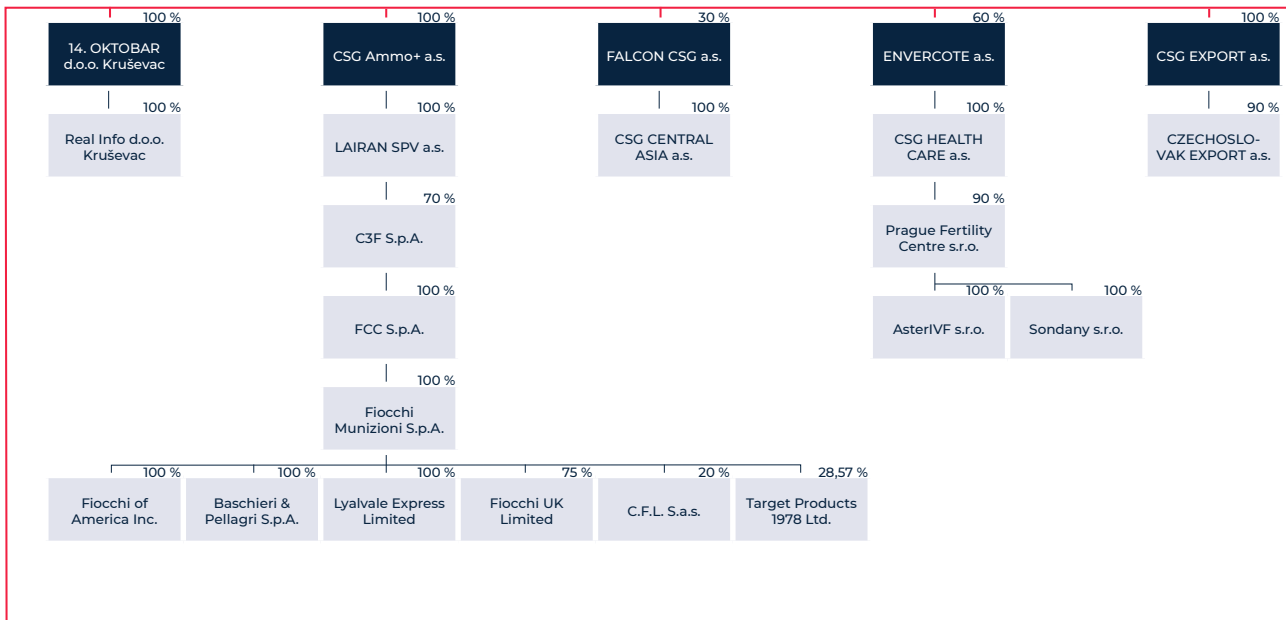 100 %
100 %
30 %
60 %
100 %
14. OKTOBAR
d.o.o. Kruševac
CSG Ammo+ a.s.
FALCON CSG a.s.
ENVERCOTE a.s.
CSG EXPORT a.s.
100 %
100 %
100 %
100 %
90 %
Real Info d.o.o.
Kruševac
LAIRAN SPV a.s.
CSG CENTRAL
ASIA a.s.
CSG HEALTH
CARE a.s.
CZECHOSLO-
VAK EXPORT a.s.
70 %
90 %
C3F S.p.A.
Prague Fertility
Centre s.r.o.
100 %
100 %
100 %
FCC S.p.A.
AsterIVF s.r.o.
Sondany s.r.o.
100 %
Fiocchi
Munizioni S.p.A.
100 %
100 %
100 %
75 %
20 %
28,57 %
Fiocchi of
America Inc.
Baschieri &
Pellagri S.p.A.
Lyalvale Express
Limited
Fiocchi UK
Limited
C.F.L. S.a.s.
Target Products
1978 Ltd.